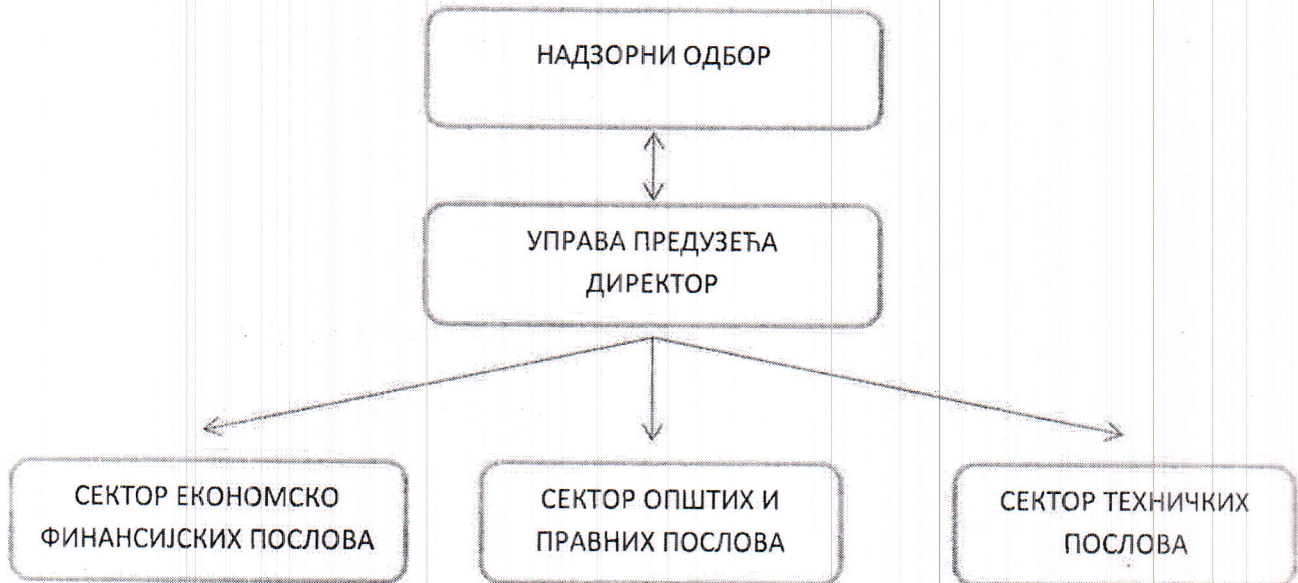 НАДЗОРНИ ОДБОР
УПРАВА ПРЕДУЗЕЋА
ДИРЕКТОР
СЕКТОР ЕКОНОМСКО
ФИНАНСИЈСКИХ ПОСЛОВА
СЕКТОР ОПШТИХ И
ПРАВНИХ ПОСЛОВА
СЕКТОР ТЕХНИЧКИХ
ПОСЛОВА